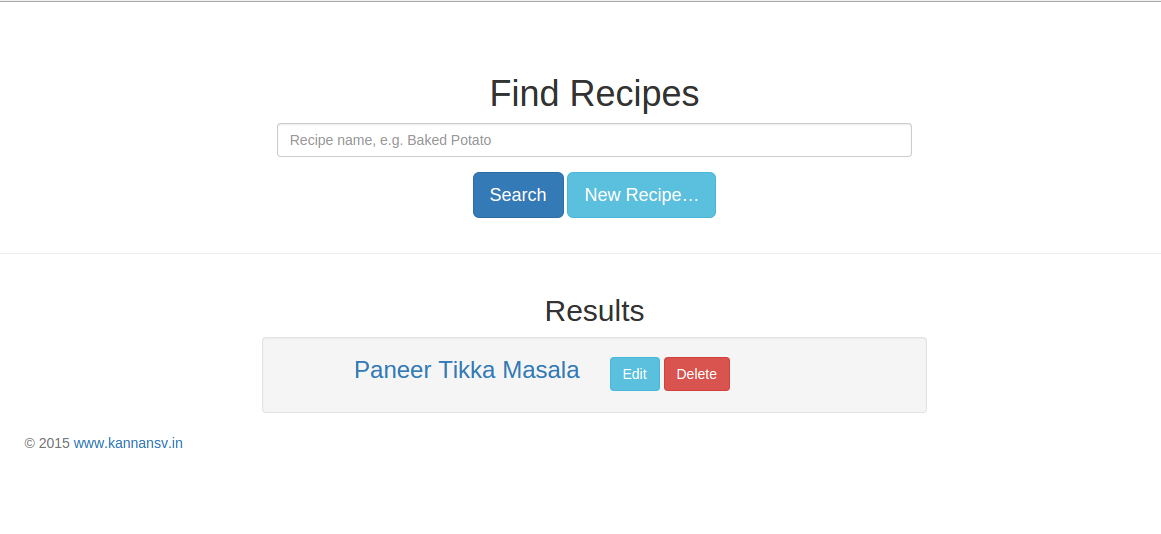 Find Recipes
Recipe name, e.g. Baked Potato
Search New Recipe…
Results
Paneer Tikka Masala Edit Delete
© 2015 www.kannansv.in